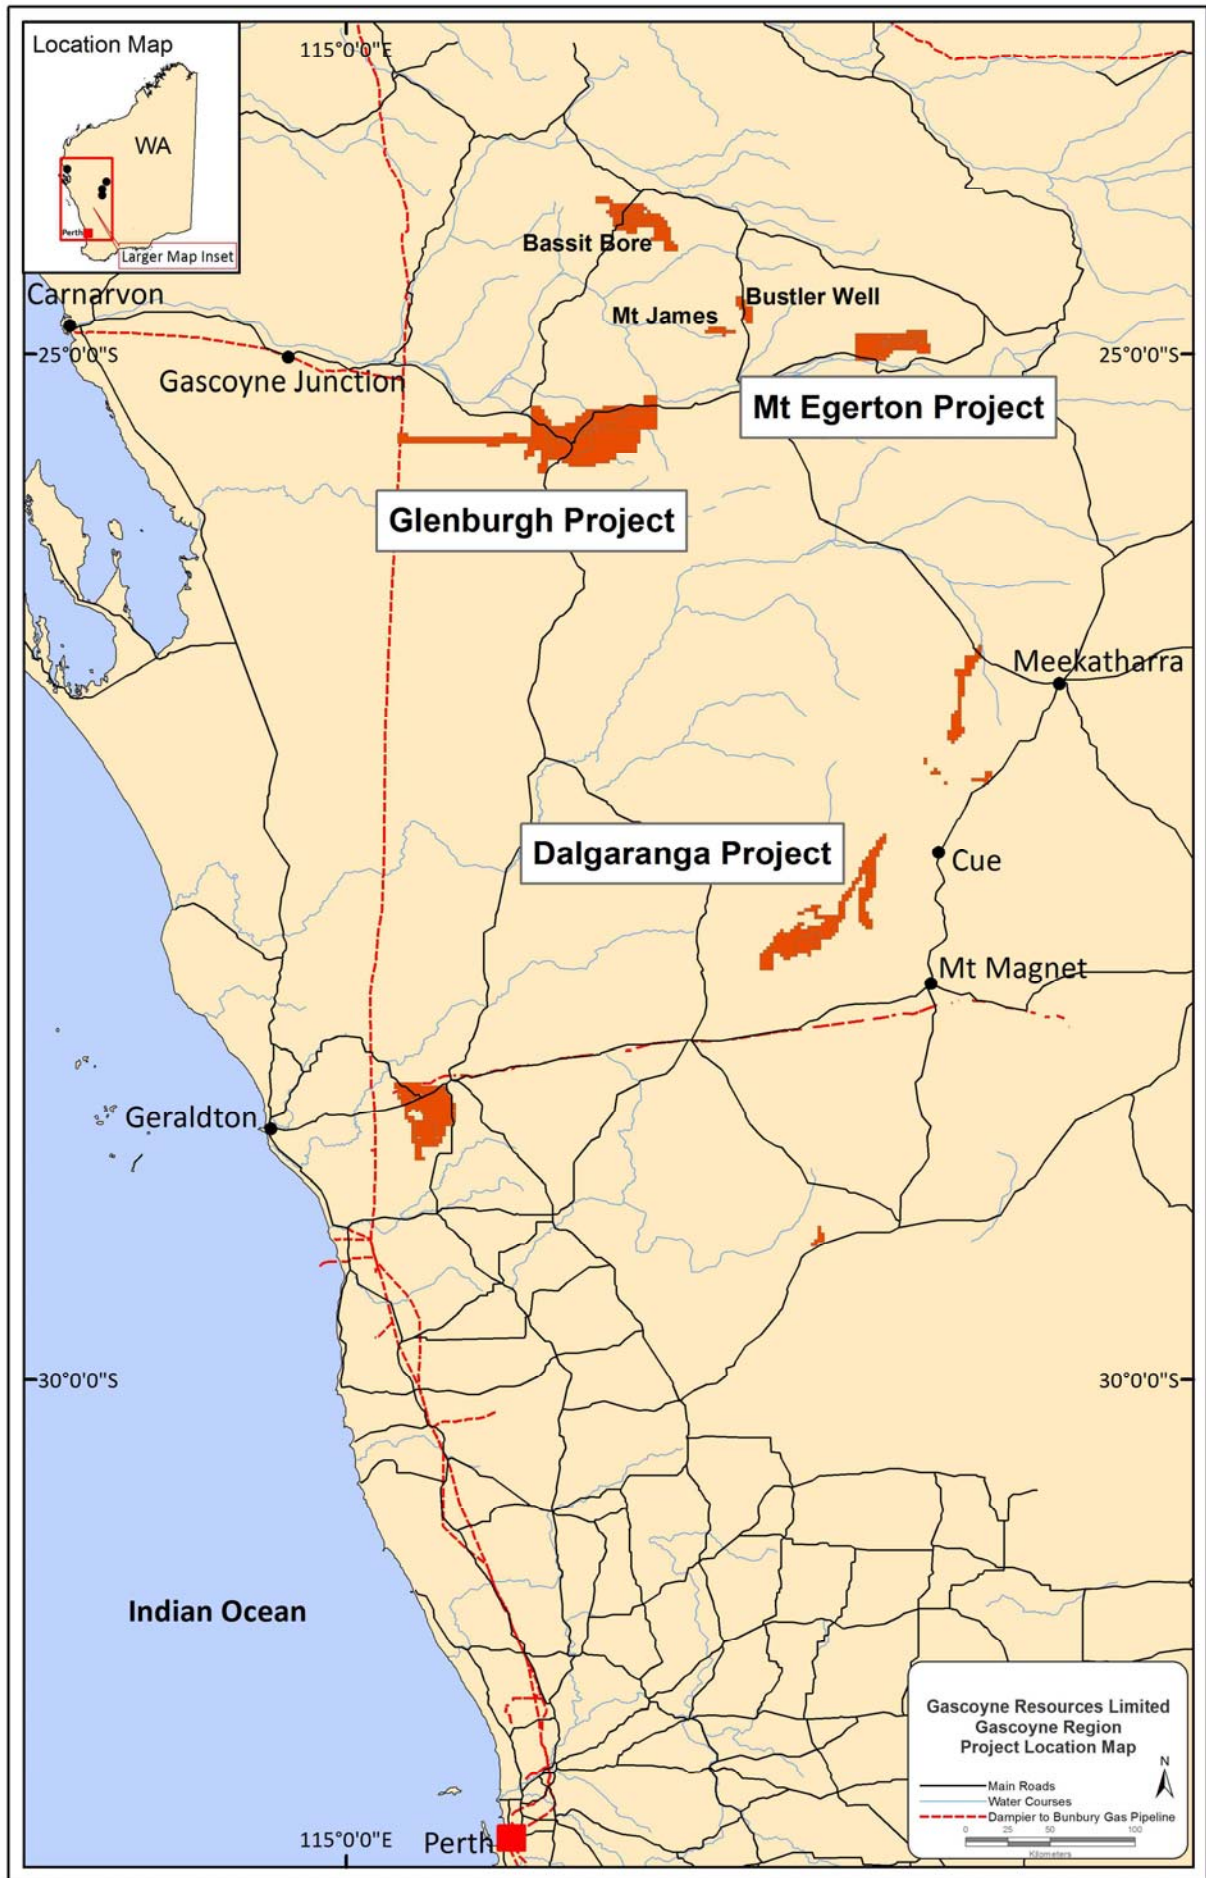 Location Map
WA
Perth
Larger Map Inset
115°0'0"E
Bassit Bore
Carnarvon
Bustler Well
Mt James
25°0'0"S
25°0'0"S
Gascoyne Junction
Mt Egerton Project
Glenburgh Project
Meekatharra
Dalgaranga Project
Cue
Mt Magnet
Geraldton
30°0'0"S
30°0'0"S
Indian Ocean
Gascoyne Resources Limited
Gascoyne Region
Project Location Map
N
Main Roads
Water Courses
Dampier to Bunbury Gas Pipeline
0 25 50 100
Kilometers
115°0'0"E
Perth